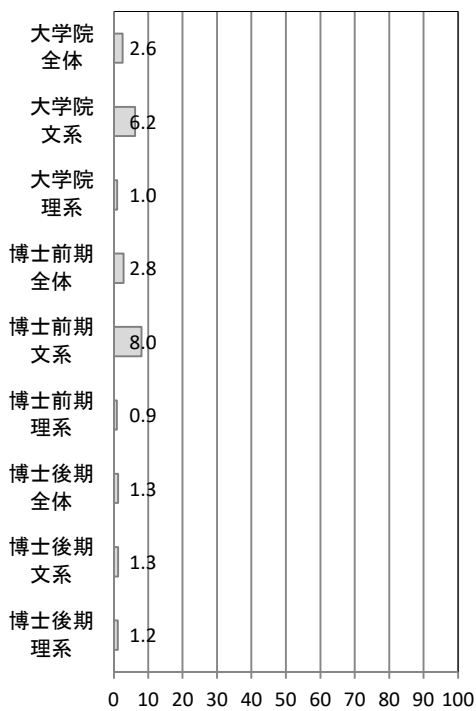 大学院
全体
2.6
大学院
文系
6.2
大学院
理系
1.0
博士前期
全体
2.8
博士前期
文系
8.0
博士前期
理系
0.9
博士後期
全体
1.3
博士後期
文系
1.3
博士後期
理系
1.2
0 10 20 30 40 50 60 70 80 90 100